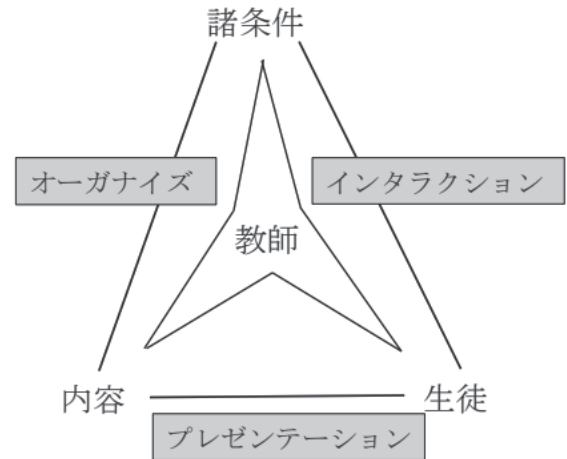 諸条件
オーガナイズ
インタラクション
教師
内容
生徒
プレゼンテーション